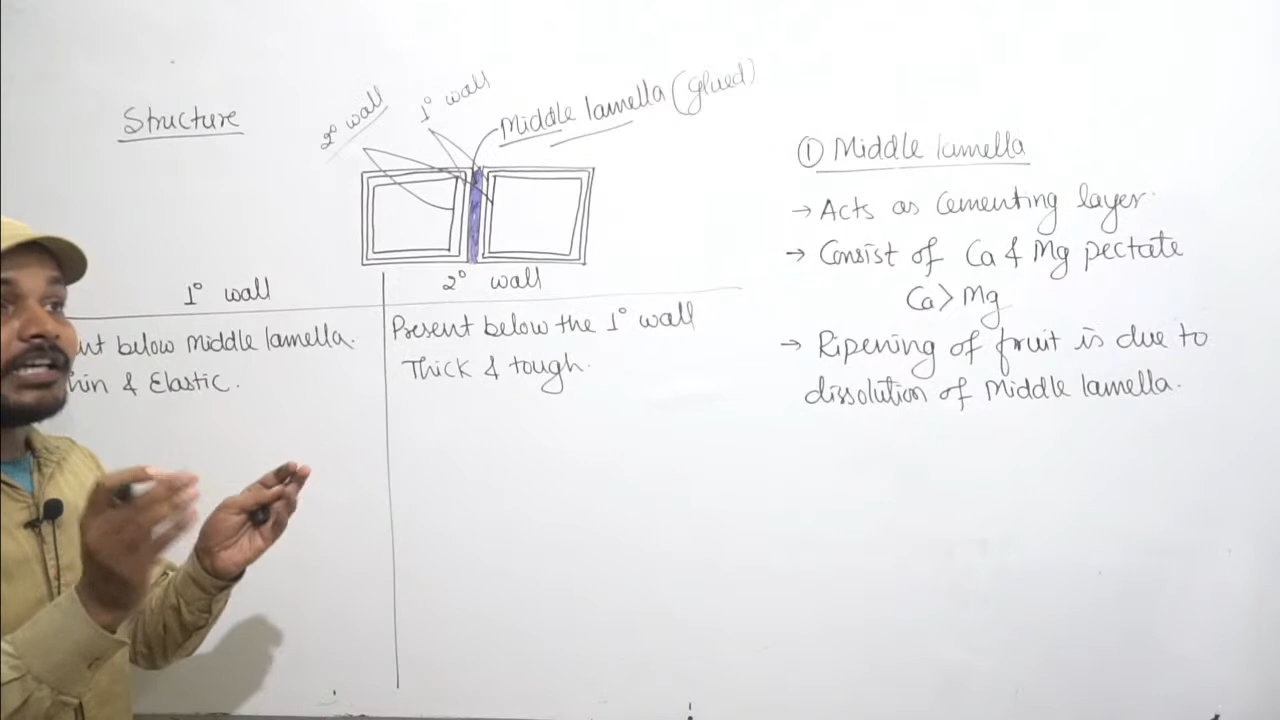 Structure
2° wall
1° wall
Middle lamella (glued)
1° wall
2° wall
below middle lamella.
& Elastic.
Present below the 1° wall
Thick & tough.
① Middle lamella
→ Acts as Cementing layer.
→ Consist of Ca & Mg pectate
Ca > Mg
→ Ripening of fruit is due to
dissolution of Middle lamella.